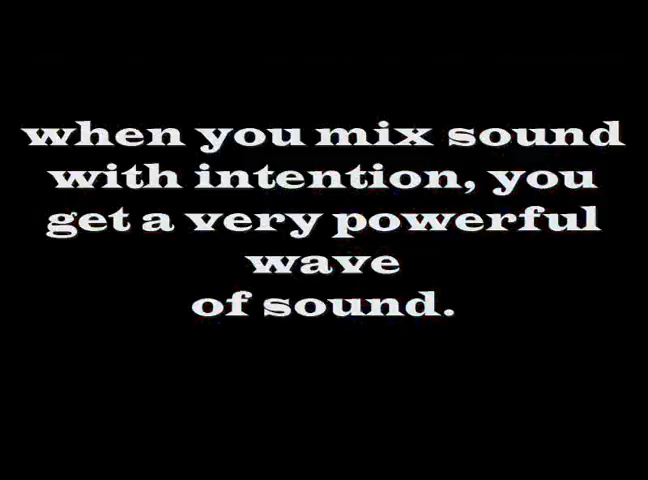 when you mix sound
with intention, you
get a very powerful
wave
of sound.